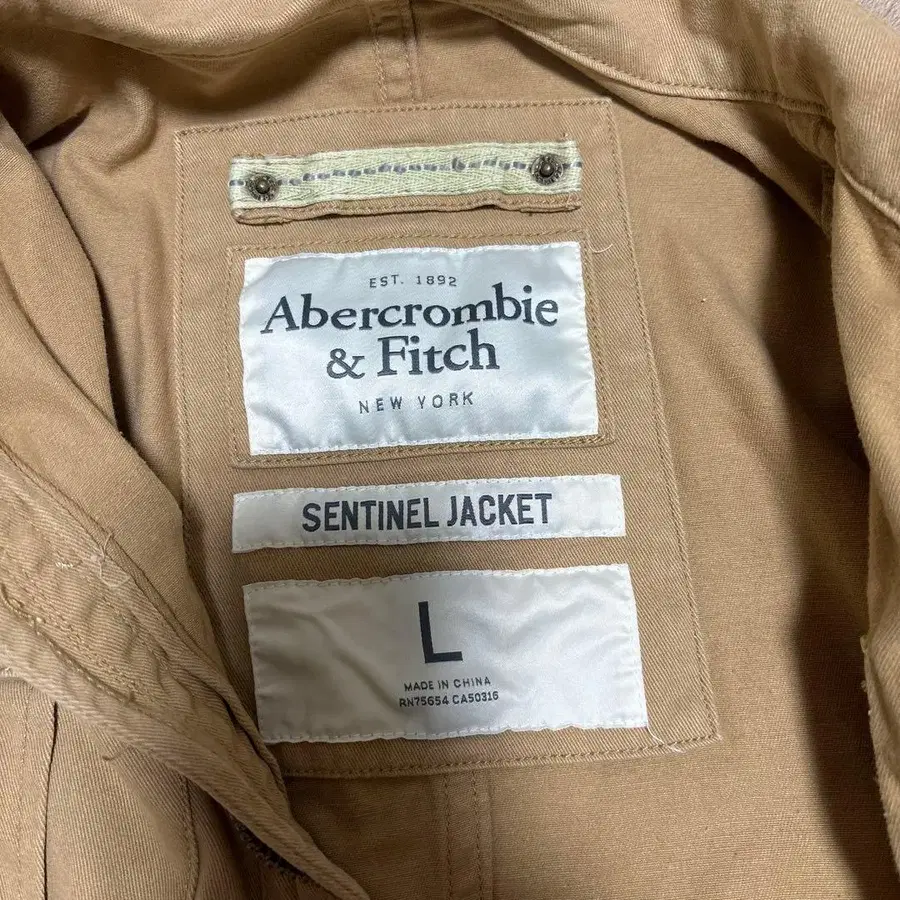 EST. 1892
Abercrombie
& Fitch
NEW YORK
SENTINEL JACKET
L
MADE IN CHINA
RN75654 CA50316